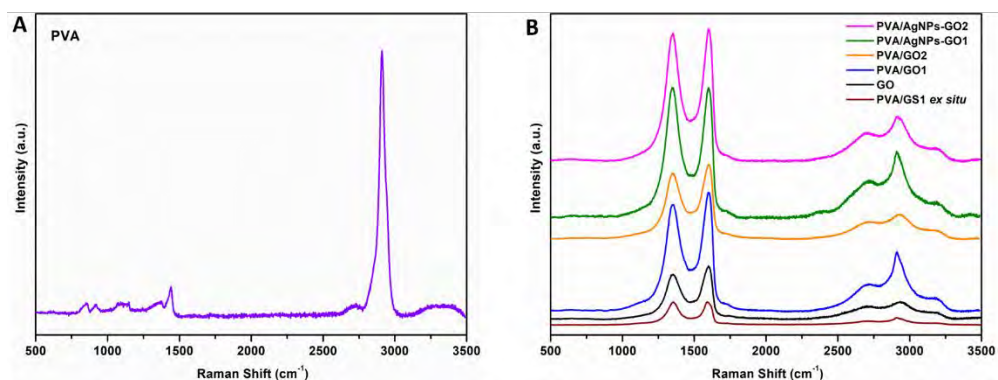 A
PVA
Intensity (a.u.)
500 1000 1500 2000 2500 3000 3500
Raman Shift (cm⁻¹)
B
PVA/AgNPs-GO2
PVA/AgNPs-GO1
PVA/GO2
PVA/GO1
GO
PVA/GS1 ex situ
Intensity (a.u.)
500 1000 1500 2000 2500 3000 3500
Raman Shift (cm⁻¹)